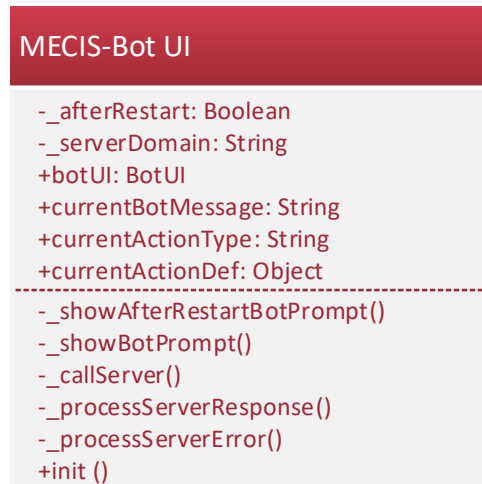 MECIS-Bot UI
-_afterRestart: Boolean
-_serverDomain: String
+botUI: BotUI
+currentBotMessage: String
+currentActionType: String
+currentActionDef: Object
-_showAfterRestartBotPrompt()
-_showBotPrompt()
-_callServer()
-_processServerResponse()
-_processServerError()
+init ()